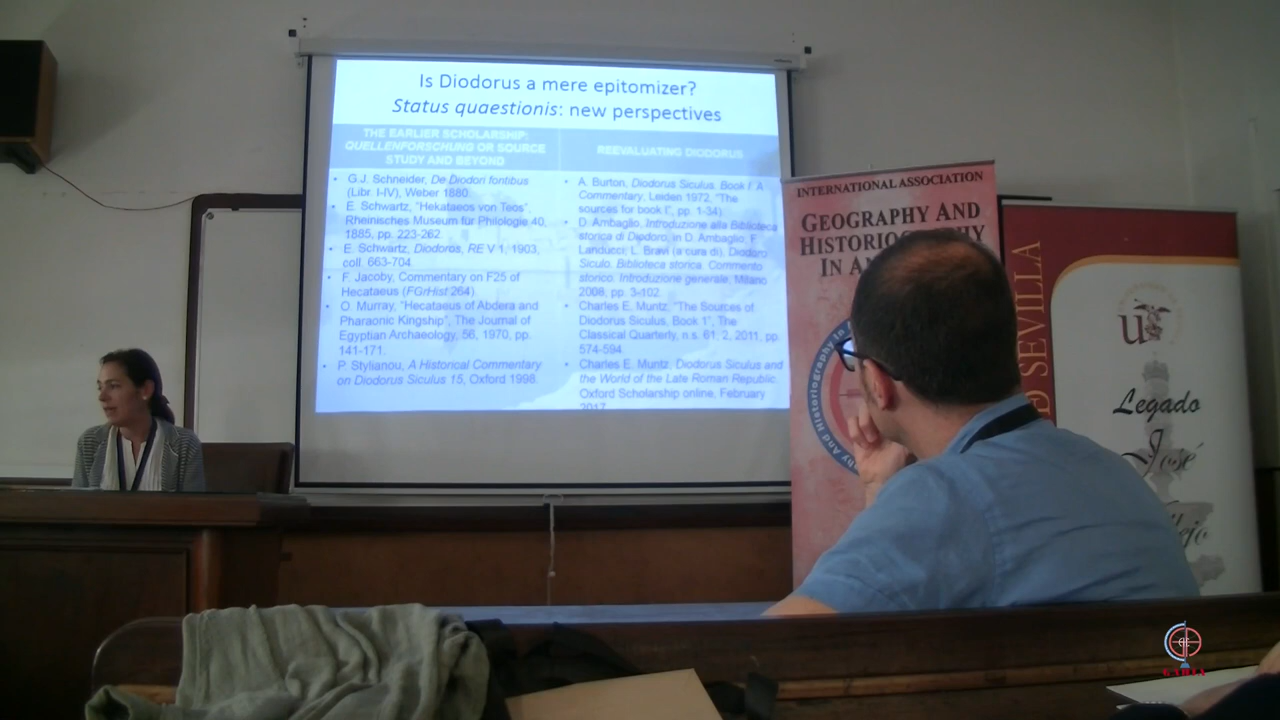 Is Diodorus a mere epitomizer?
Status quaestionis: new perspectives
THE EARLIER SCHOLARSHIP:
QUELLENFORSCHUNG OR SOURCE
STUDY AND BEYOND
• G.J. Schneider, De Diodori fontibus
(Libr. I-IV), Weber 1880.
• E. Schwartz, "Hekataeos von Teos",
Rheinisches Museum für Philologie 40,
1885, pp. 223-262.
• E. Schwartz, Diodoros, RE V 1, 1903,
coll. 663-704.
• F. Jacoby, Commentary on F25 of
Hecataeus (FGrHist 264)
• O. Murray, "Hecataeus of Abdera and
Pharaonic Kingship", The Journal of
Egyptian Archaeology, 56, 1970, pp.
141-171.
• P. Stylianou, A Historical Commentary
on Diodorus Siculus 15, Oxford 1998.
REEVALUATING DIODORUS
• A. Burton, Diodorus Siculus. Book I. A
Commentary, Leiden 1972, "The
sources for book I", pp. 1-34)
• D. Ambaglio, Introduzione alla Biblioteca
storica di Diodoro, in D. Ambaglio, F.
Landucci, L. Bravi (a cura di), Diodoro
Siculo. Biblioteca storica. Commento
storico. Introduzione generale, Milano
2008, pp. 3-102.
• Charles E. Muntz, "The Sources of
Diodorus Siculus, Book 1", The
Classical Quarterly, n.s. 61, 2, 2011, pp.
574-594.
• Charles E. Muntz, Diodorus Siculus and
the World of the Late Roman Republic.
Oxford Scholarship online, February
2017
INTERNATIONAL ASSOCIATION
GEOGRAPHY AND
HISTORIOGRAPHY
IN AN
And Historiography in A
D SEVILLA
us
Legado
José